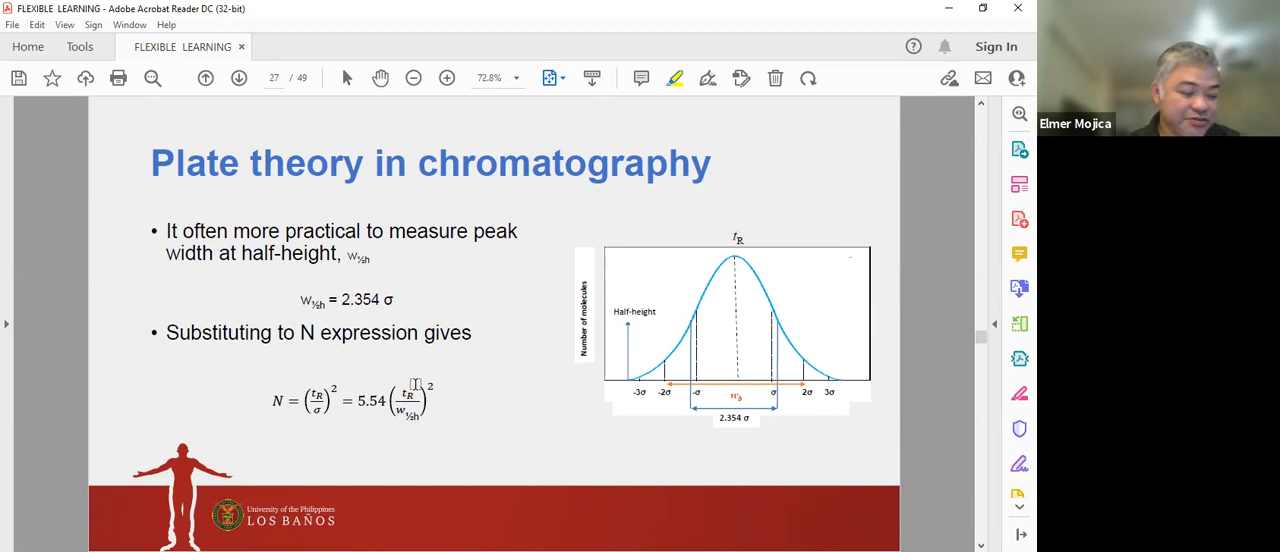 FLEXIBLE LEARNING - Adobe Acrobat Reader DC (32-bit)
File Edit View Sign Window Help
Home Tools FLEXIBLE LEARNING × Sign In
27 / 49 72.8%
Elmer Mojica
Plate theory in chromatography
• It often more practical to measure peak
width at half-height, w½h
w½h = 2.354 σ
• Substituting to N expression gives
N = (tR/σ)² = 5.54 (tR/w½h)²
tR
Number of molecules
Half-height
-3σ -2σ -σ wb σ 2σ 3σ
2.354 σ
University of the Philippines
LOS BAÑOS